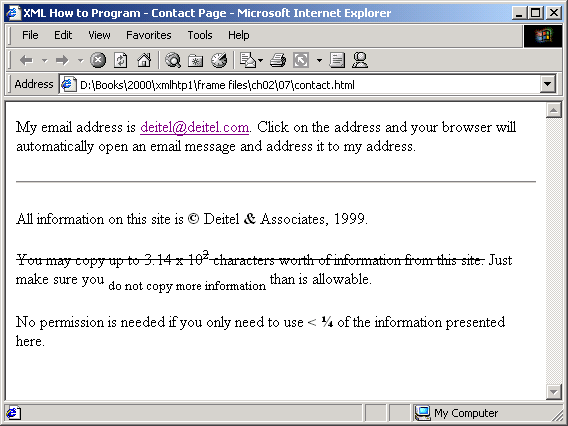 XML How to Program - Contact Page - Microsoft Internet Explorer
File Edit View Favorites Tools Help
Address D:\Books\2000\xmlhtp1\frame files\ch02\07\contact.html
My email address is deitel@deitel.com. Click on the address and your browser will
automatically open an email message and address it to my address.
All information on this site is © Deitel & Associates, 1999.
You may copy up to 3.14 x 10² characters worth of information from this site. Just
make sure you do not copy more information than is allowable.
No permission is needed if you only need to use < ¼ of the information presented
here.
My Computer